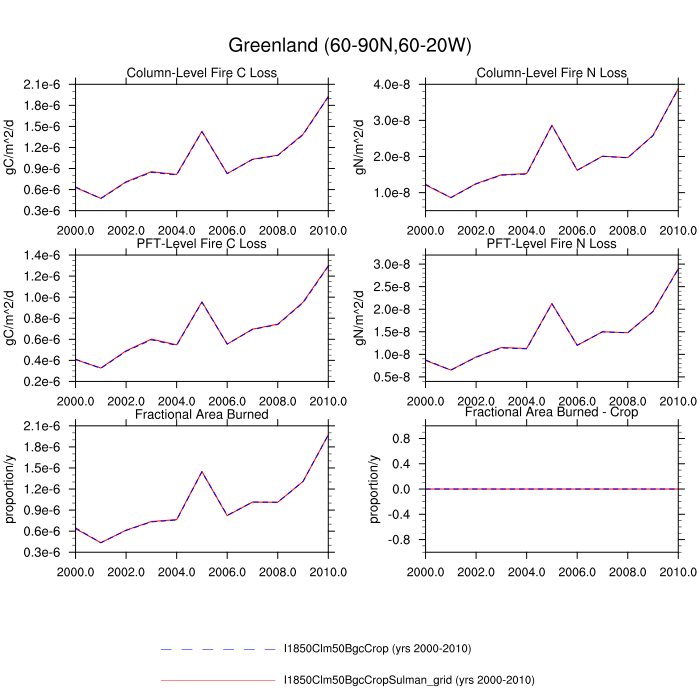 Greenland (60-90N,60-20W)
Column-Level Fire C Loss
gC/m^2/d
2.1e-6
1.8e-6
1.5e-6
1.2e-6
0.9e-6
0.6e-6
0.3e-6
2000.0 2002.0 2004.0 2006.0 2008.0 2010.0
Column-Level Fire N Loss
gN/m^2/d
4.0e-8
3.0e-8
2.0e-8
1.0e-8
2000.0 2002.0 2004.0 2006.0 2008.0 2010.0
PFT-Level Fire C Loss
gC/m^2/d
1.4e-6
1.2e-6
1.0e-6
0.8e-6
0.6e-6
0.4e-6
0.2e-6
2000.0 2002.0 2004.0 2006.0 2008.0 2010.0
PFT-Level Fire N Loss
gN/m^2/d
3.0e-8
2.5e-8
2.0e-8
1.5e-8
1.0e-8
0.5e-8
2000.0 2002.0 2004.0 2006.0 2008.0 2010.0
Fractional Area Burned
proportion/y
2.1e-6
1.8e-6
1.5e-6
1.2e-6
0.9e-6
0.6e-6
0.3e-6
2000.0 2002.0 2004.0 2006.0 2008.0 2010.0
Fractional Area Burned - Crop
proportion/y
0.8
0.4
0.0
-0.4
-0.8
2000.0 2002.0 2004.0 2006.0 2008.0 2010.0
I1850Clm50BgcCrop (yrs 2000-2010)
I1850Clm50BgcCropSulman_grid (yrs 2000-2010)